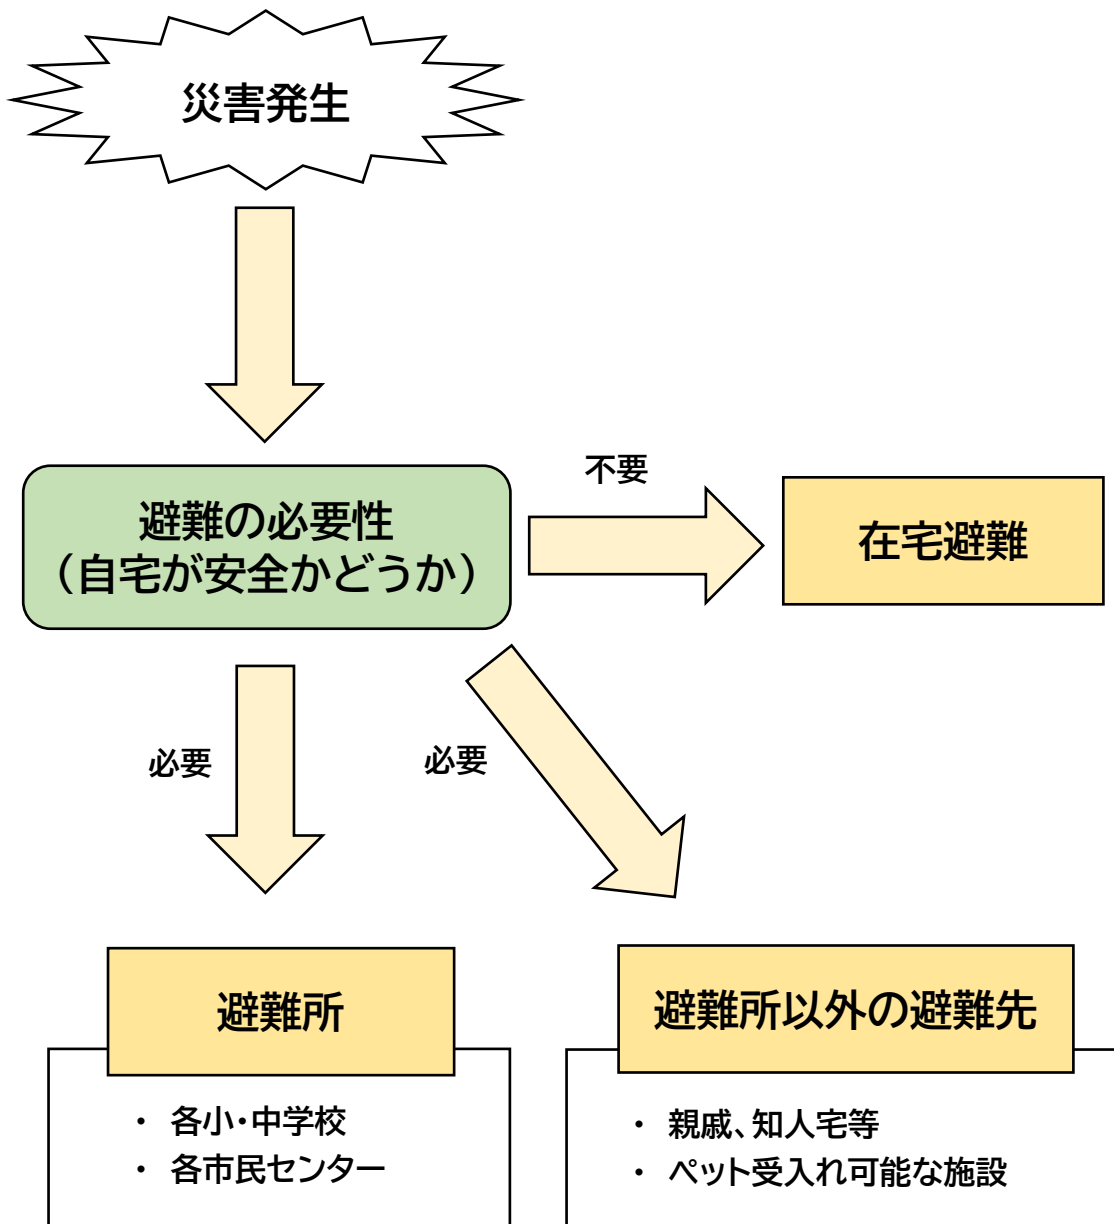 災害発生
避難の必要性
（自宅が安全かどうか）
不要
在宅避難
必要
必要
避難所
・ 各小・中学校
・ 各市民センター
避難所以外の避難先
・ 親戚、知人宅等
・ ペット受入れ可能な施設